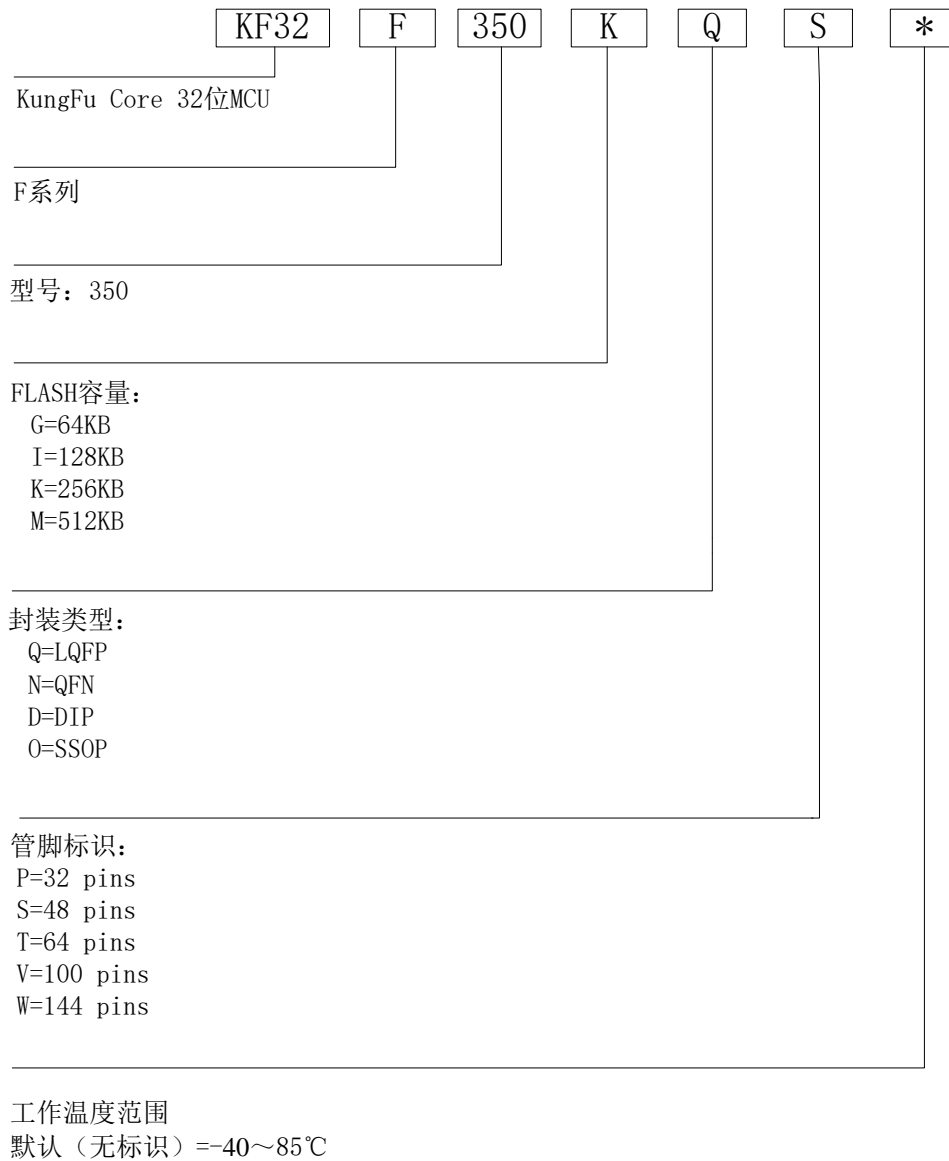 KF32 F 350 K Q S *
KungFu Core 32位MCU
F系列
型号：350
FLASH容量：
G=64KB
I=128KB
K=256KB
M=512KB
封装类型：
Q=LQFP
N=QFN
D=DIP
O=SSOP
管脚标识：
P=32 pins
S=48 pins
T=64 pins
V=100 pins
W=144 pins
工作温度范围
默认（无标识）=-40～85℃